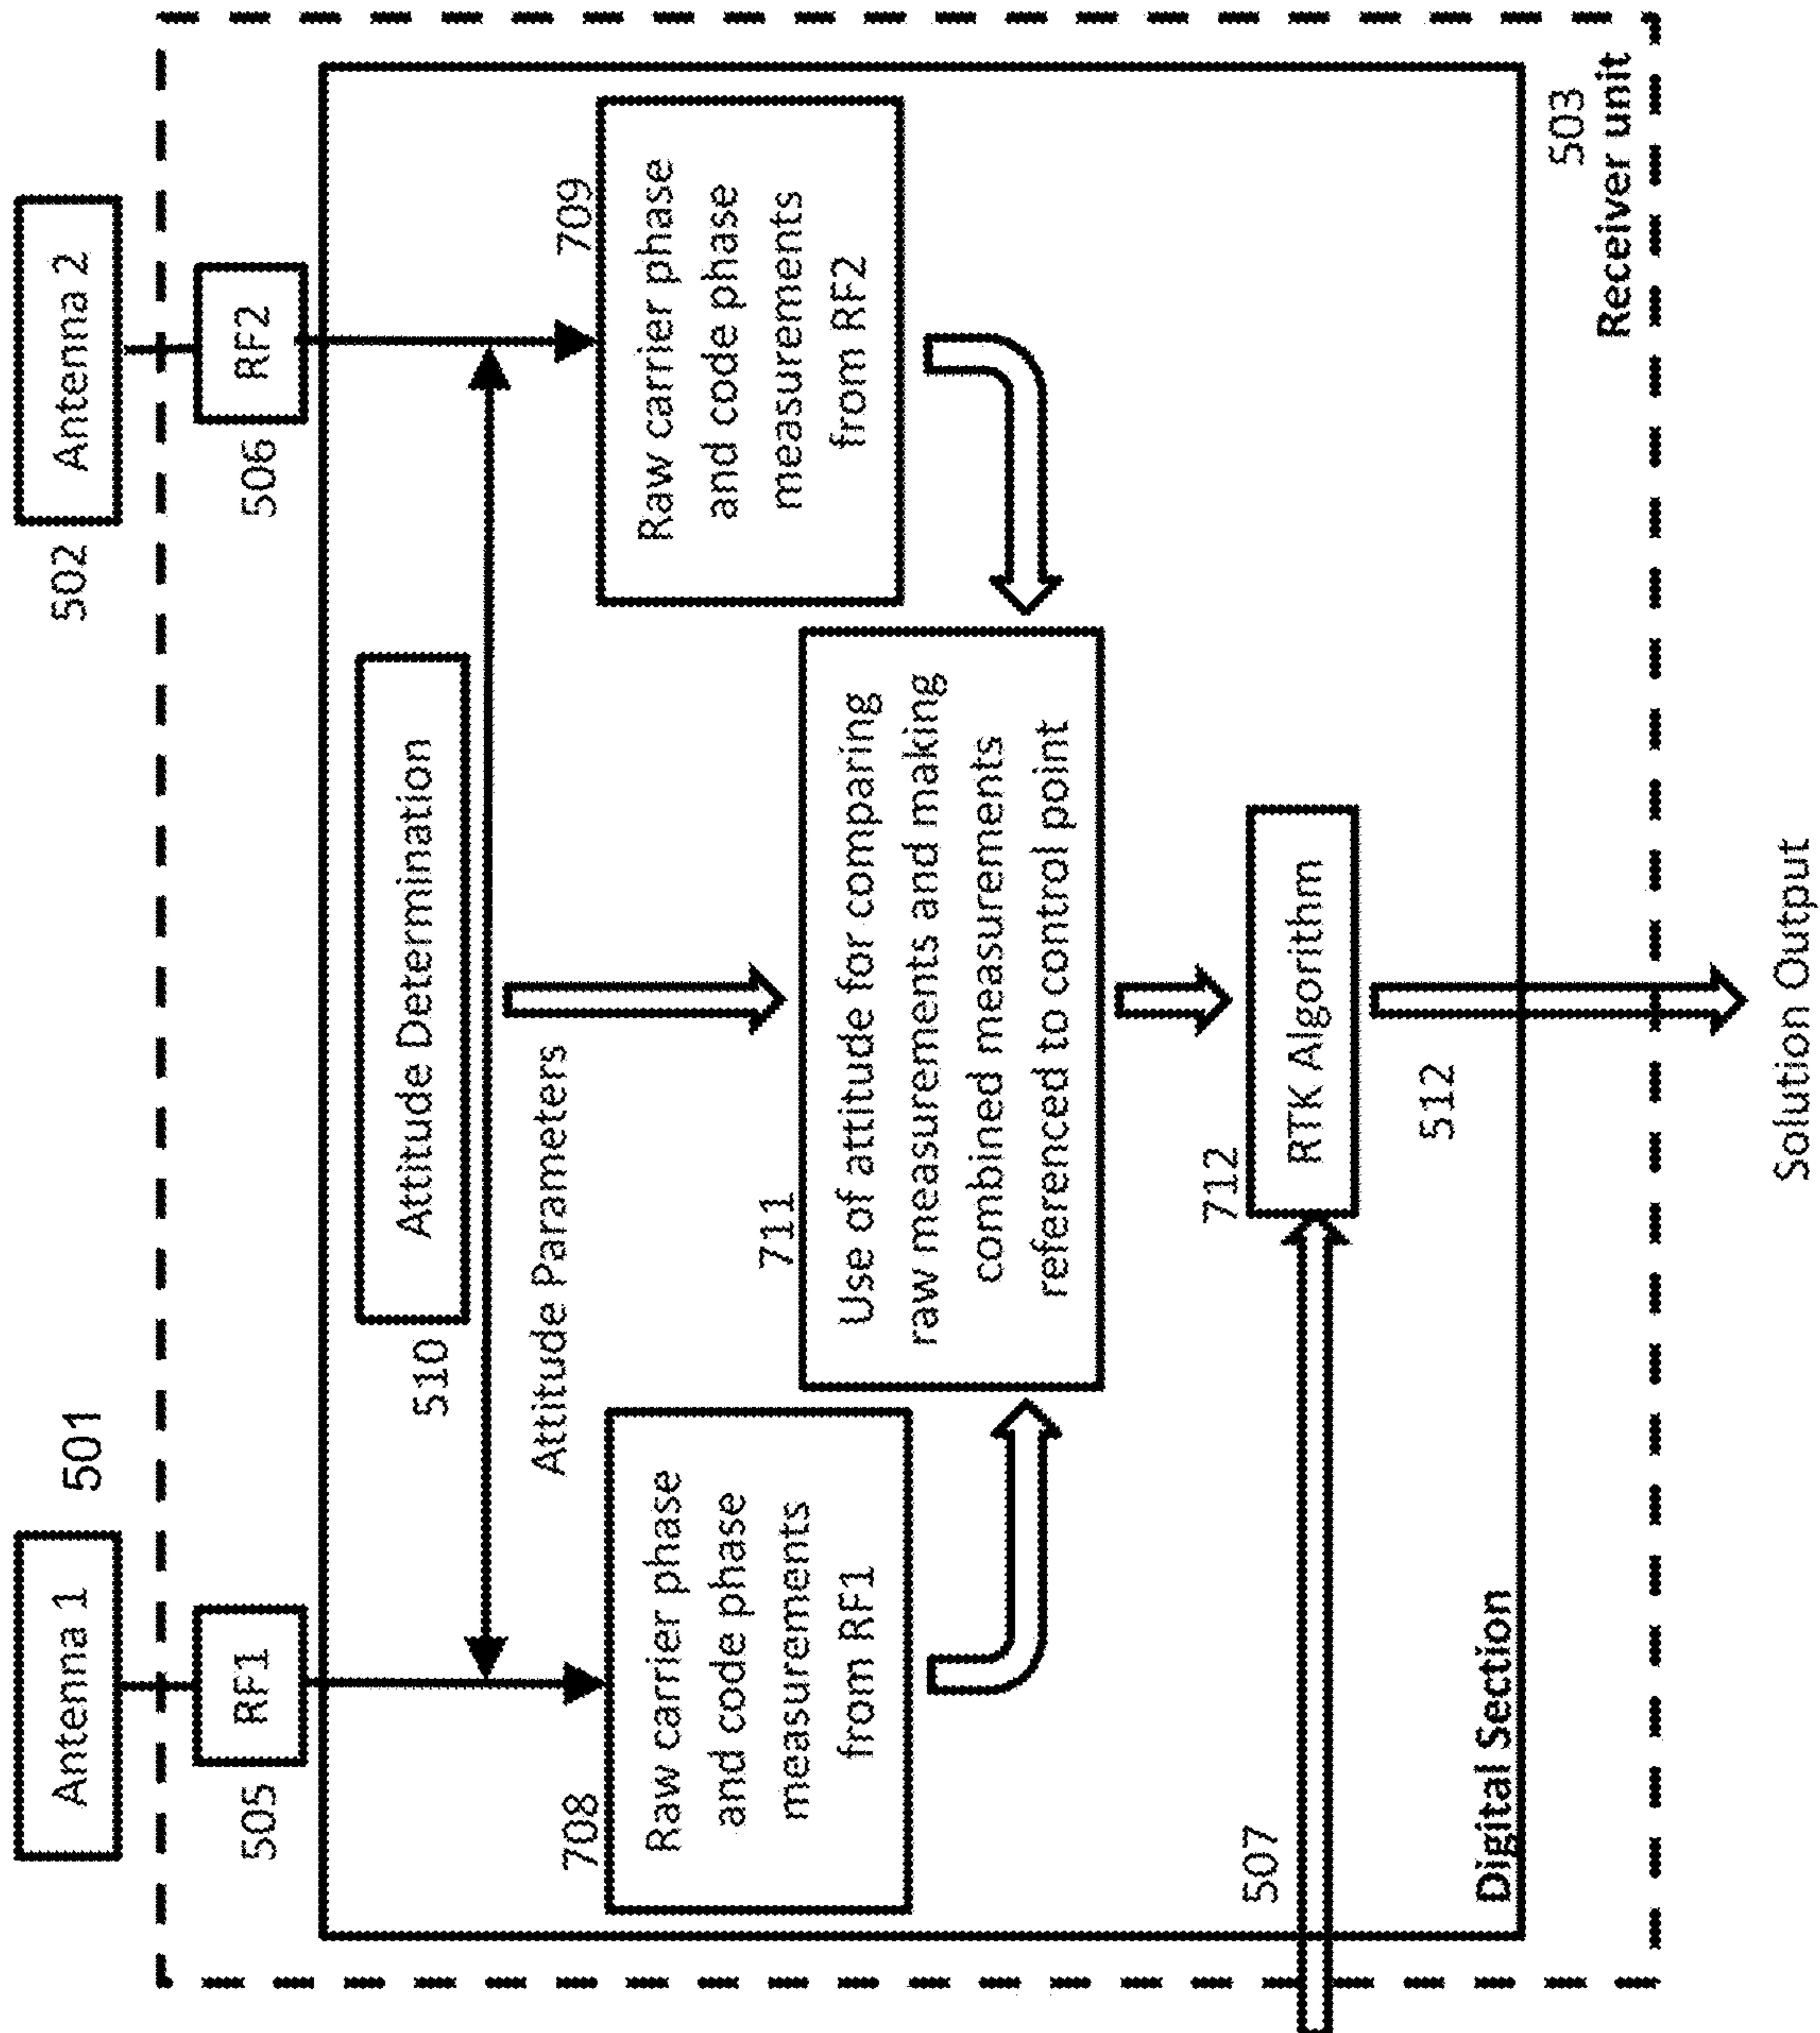 Antenna 1
501
502
Antenna 2
505
RF1
506
RF2
510
Attitude Determination
Attitude Parameters
708
Raw carrier phase
and code phase
measurements
from RF1
709
Raw carrier phase
and code phase
measurements
from RF2
711
Use of attitude for comparing
raw measurements and making
combined measurements
referenced to control point
507
712
RTK Algorithm
512
Digital Section
503
Receiver unit
Solution Output